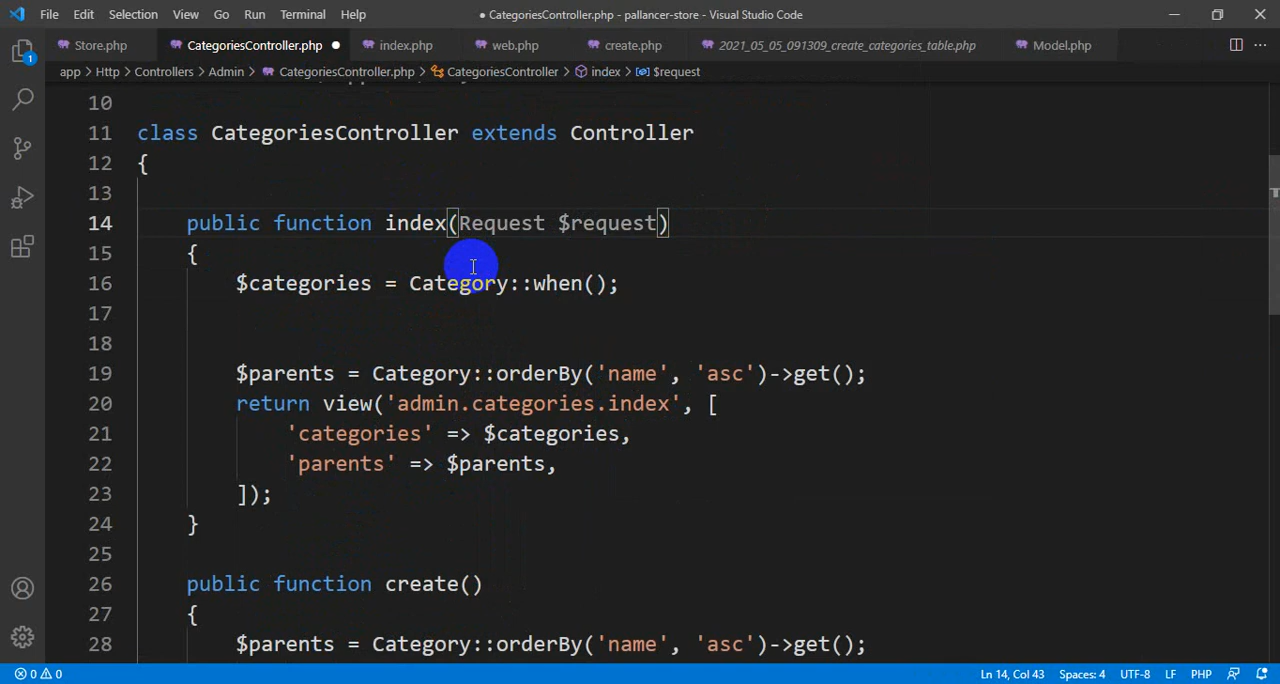 File Edit Selection View Go Run Terminal Help ● CategoriesController.php - pallancer-store - Visual Studio Code
Store.php CategoriesController.php ● index.php web.php create.php 2021_05_05_091309_create_categories_table.php Model.php
app > Http > Controllers > Admin > CategoriesController.php > CategoriesController > index > $request
1
10
11 class CategoriesController extends Controller
12 {
13
14 public function index(Request $request)
15 {
16 $categories = Category::when();
17
18
19 $parents = Category::orderBy('name', 'asc')->get();
20 return view('admin.categories.index', [
21 'categories' => $categories,
22 'parents' => $parents,
23 ]);
24 }
25
26 public function create()
27 {
28 $parents = Category::orderBy('name', 'asc')->get();
0 0 Ln 14, Col 43 Spaces: 4 UTF-8 LF PHP